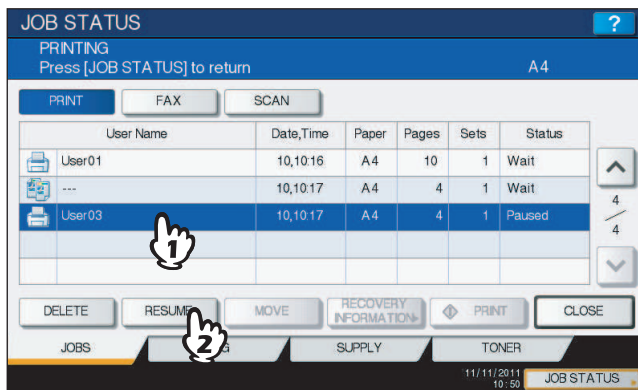 JOB STATUS ?
PRINTING
Press [JOB STATUS] to return A4
PRINT FAX SCAN
User Name Date,Time Paper Pages Sets Status
User01 10,10:16 A4 10 1 Wait
--- 10,10:17 A4 4 1 Wait
User03 10,10:17 A4 4 1 Paused
4
4
1
DELETE RESUME MOVE RECOVERY INFORMATION PRINT CLOSE
2
JOBS SUPPLY TONER
11/11/2011
10:50 JOB STATUS